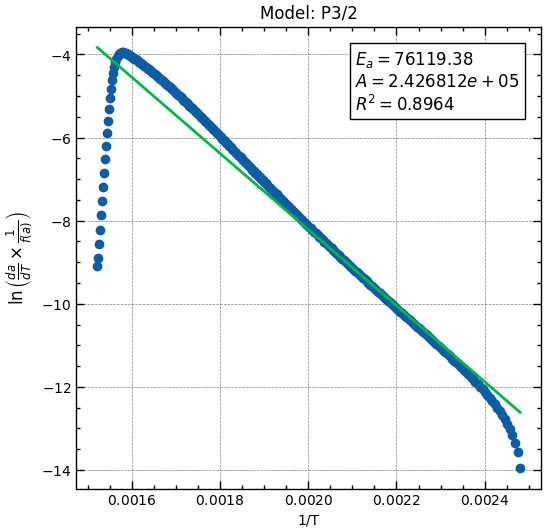 Model: P3/2
E_a = 76119.38
A = 2.426812e + 05
R² = 0.8964
ln(da/dT × 1/f(a))
−4
−6
−8
−10
−12
−14
0.0016 0.0018 0.0020 0.0022 0.0024
1/T